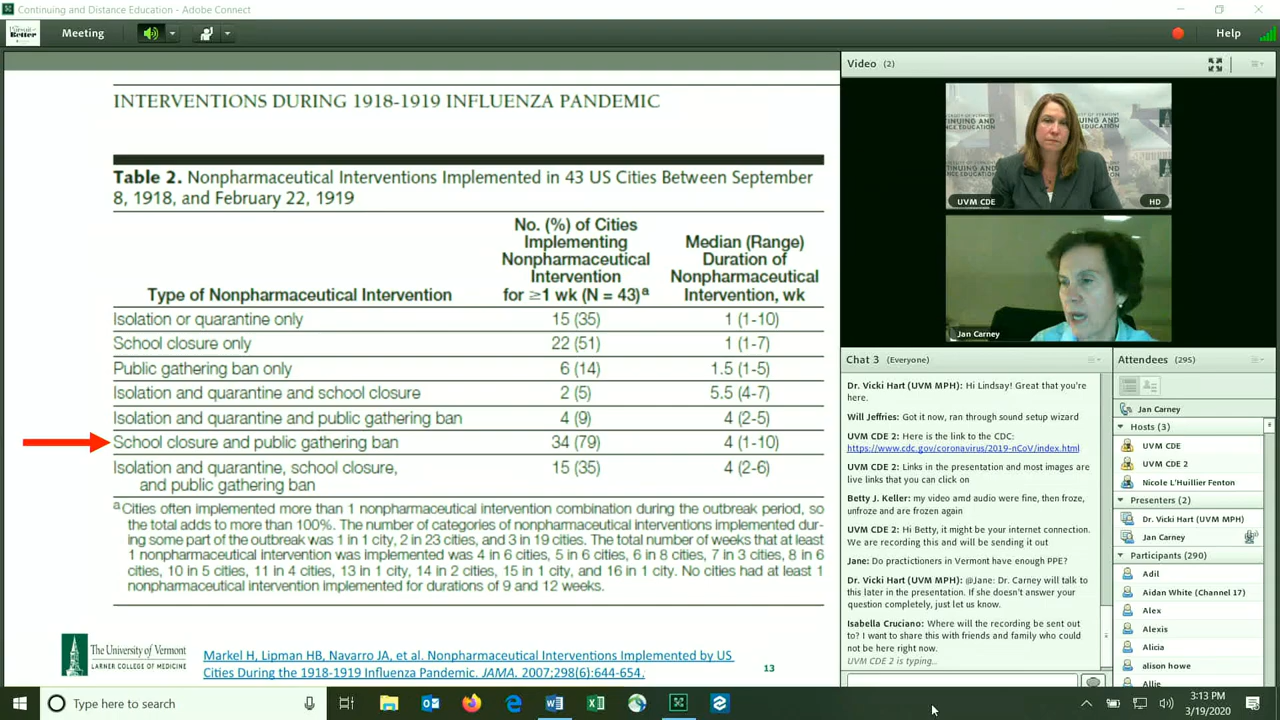 Continuing and Distance Education - Adobe Connect
Pursuit of
Better
Meeting
Help
INTERVENTIONS DURING 1918-1919 INFLUENZA PANDEMIC
Table 2. Nonpharmaceutical Interventions Implemented in 43 US Cities Between September
8, 1918, and February 22, 1919
Type of Nonpharmaceutical Intervention
No. (%) of Cities
Implementing
Nonpharmaceutical
Intervention
for ≥1 wk (N = 43)a
Median (Range)
Duration of
Nonpharmaceutical
Intervention, wk
Isolation or quarantine only 15 (35) 1 (1-10)
School closure only 22 (51) 1 (1-7)
Public gathering ban only 6 (14) 1.5 (1-5)
Isolation and quarantine and school closure 2 (5) 5.5 (4-7)
Isolation and quarantine and public gathering ban 4 (9) 4 (2-5)
School closure and public gathering ban 34 (79) 4 (1-10)
Isolation and quarantine, school closure, 15 (35) 4 (2-6)
and public gathering ban
a Cities often implemented more than 1 nonpharmaceutical intervention combination during the outbreak period, so
the total adds to more than 100%. The number of categories of nonpharmaceutical interventions implemented dur-
ing some part of the outbreak was 1 in 1 city, 2 in 23 cities, and 3 in 19 cities. The total number of weeks that at least
1 nonpharmaceutical intervention was implemented was 4 in 6 cities, 5 in 6 cities, 6 in 8 cities, 7 in 3 cities, 8 in 6
cities, 10 in 5 cities, 11 in 4 cities, 13 in 1 city, 14 in 2 cities, 15 in 1 city, and 16 in 1 city. No cities had at least 1
nonpharmaceutical intervention implemented for durations of 9 and 12 weeks.
The University of Vermont
LARNER COLLEGE OF MEDICINE
Markel H, Lipman HB, Navarro JA, et al. Nonpharmaceutical Interventions Implemented by US
Cities During the 1918-1919 Influenza Pandemic. JAMA. 2007;298(6):644-654.
13
Video (2)
UVM CDE
HD
Jan Carney
Chat 3 (Everyone)
Dr. Vicki Hart (UVM MPH): Hi Lindsay! Great that you're
here.
Will Jeffries: Got it now, ran through sound setup wizard
UVM CDE 2: Here is the link to the CDC:
https://www.cdc.gov/coronavirus/2019-nCoV/index.html
UVM CDE 2: Links in the presentation and most images are
live links that you can click on
Betty J. Keller: my video and audio were fine, then froze,
unfroze and are frozen again
UVM CDE 2: Hi Betty, it might be your internet connection.
We are recording this and will be sending it out
Jane: Do practictioners in Vermont have enough PPE?
Dr. Vicki Hart (UVM MPH): @Jane: Dr. Carney will talk to
this later in the presentation. If she doesn't answer your
question completely, just let us know.
Isabella Cruciano: Where will the recording be sent out
to? I want to share this with friends and family who could
not be here right now.
UVM CDE 2 is typing...
Attendees (295)
Jan Carney
Hosts (3)
UVM CDE
UVM CDE 2
Nicole L'Huillier Fenton
Presenters (2)
Dr. Vicki Hart (UVM MPH)
Jan Carney
Participants (290)
Adil
Aidan White (Channel 17)
Alex
Alexis
Alicia
alison howe
Allie
Type here to search
3:13 PM
3/19/2020